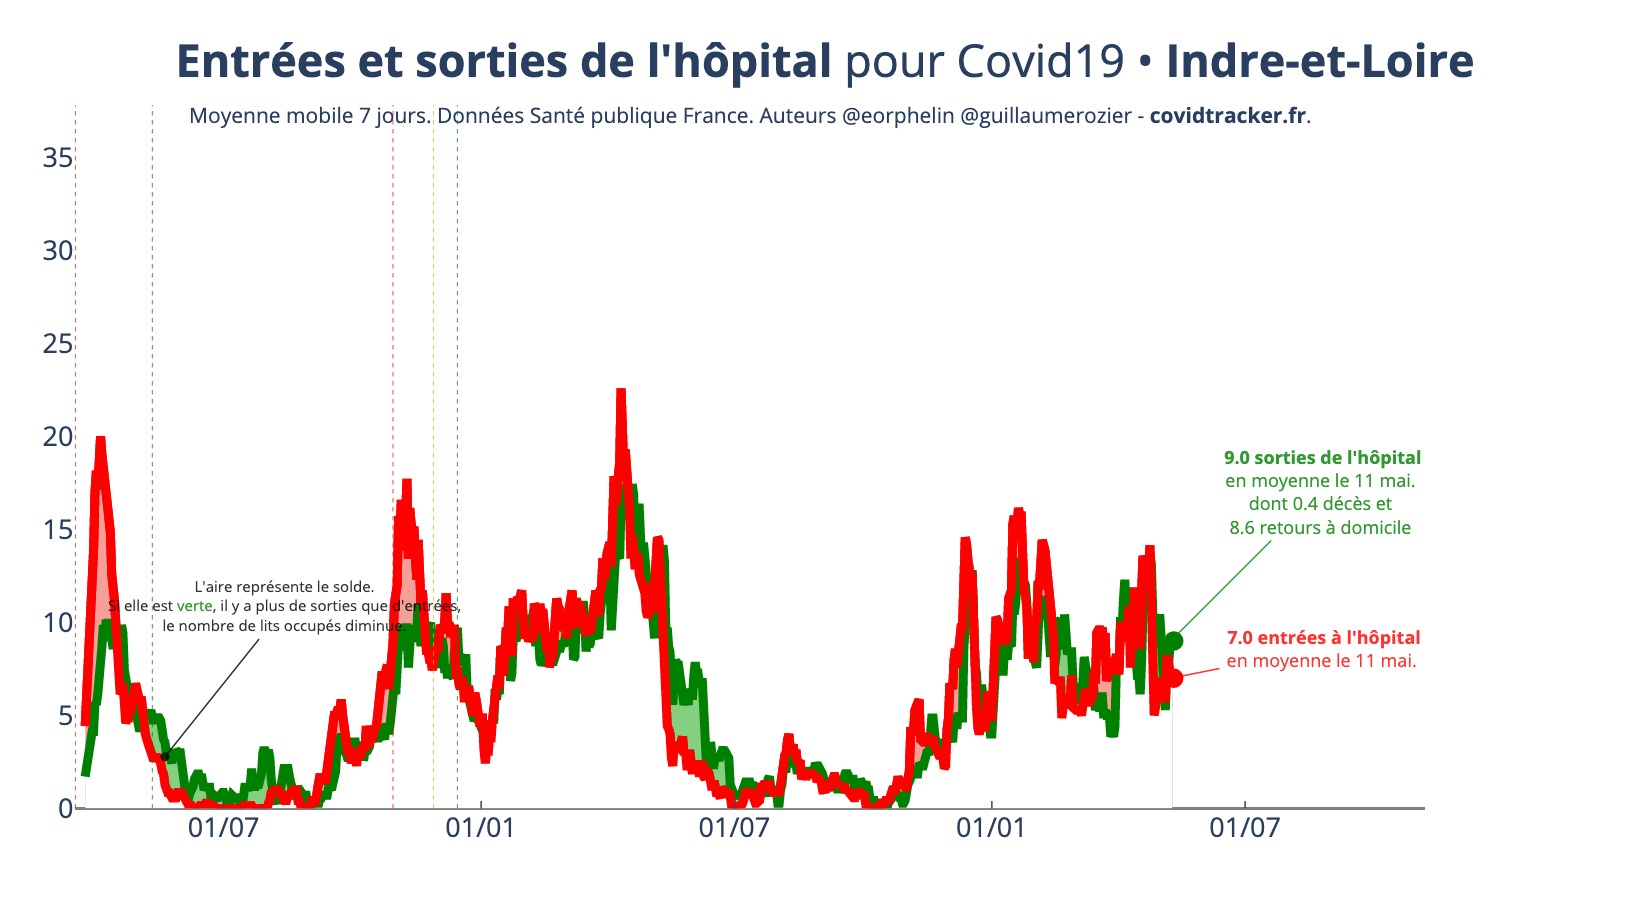 Entrées et sorties de l'hôpital pour Covid19 • Indre-et-Loire
Moyenne mobile 7 jours. Données Santé publique France. Auteurs @eorphelin @guillaumerozier - covidtracker.fr.
35
30
25
20
15
10
5
0
L'aire représente le solde.
Si elle est verte, il y a plus de sorties que d'entrées,
le nombre de lits occupés diminue.
9.0 sorties de l'hôpital
en moyenne le 11 mai.
dont 0.4 décès et
8.6 retours à domicile
7.0 entrées à l'hôpital
en moyenne le 11 mai.
01/07
01/01
01/07
01/01
01/07